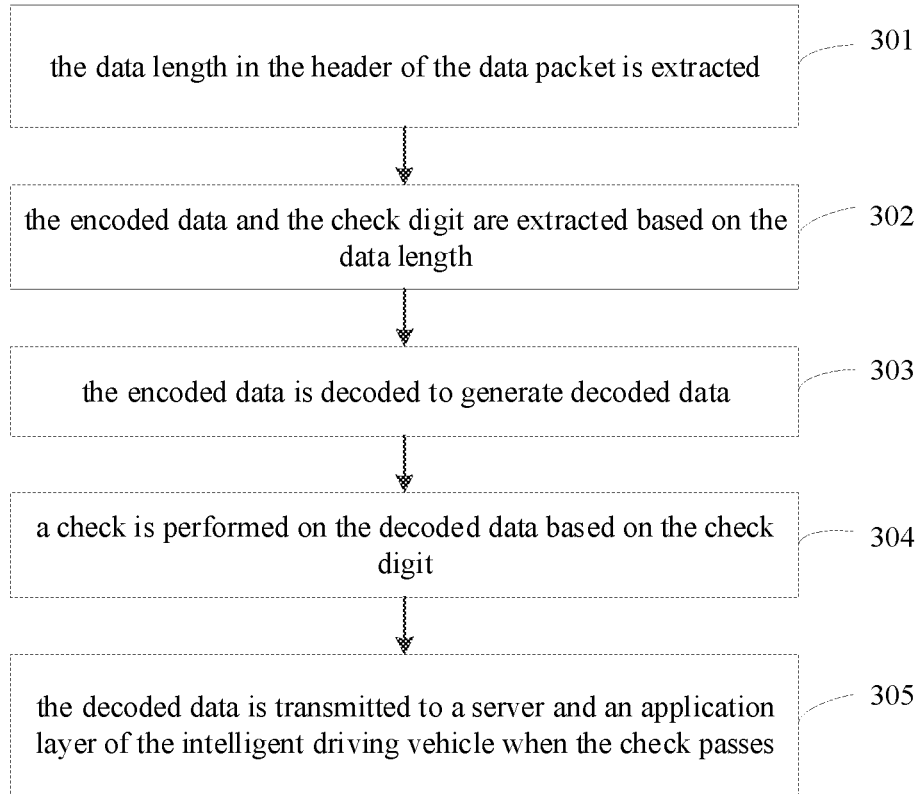 the data length in the header of the data packet is extracted
301
the encoded data and the check digit are extracted based on the
data length
302
the encoded data is decoded to generate decoded data
303
a check is performed on the decoded data based on the check
digit
304
the decoded data is transmitted to a server and an application
layer of the intelligent driving vehicle when the check passes
305